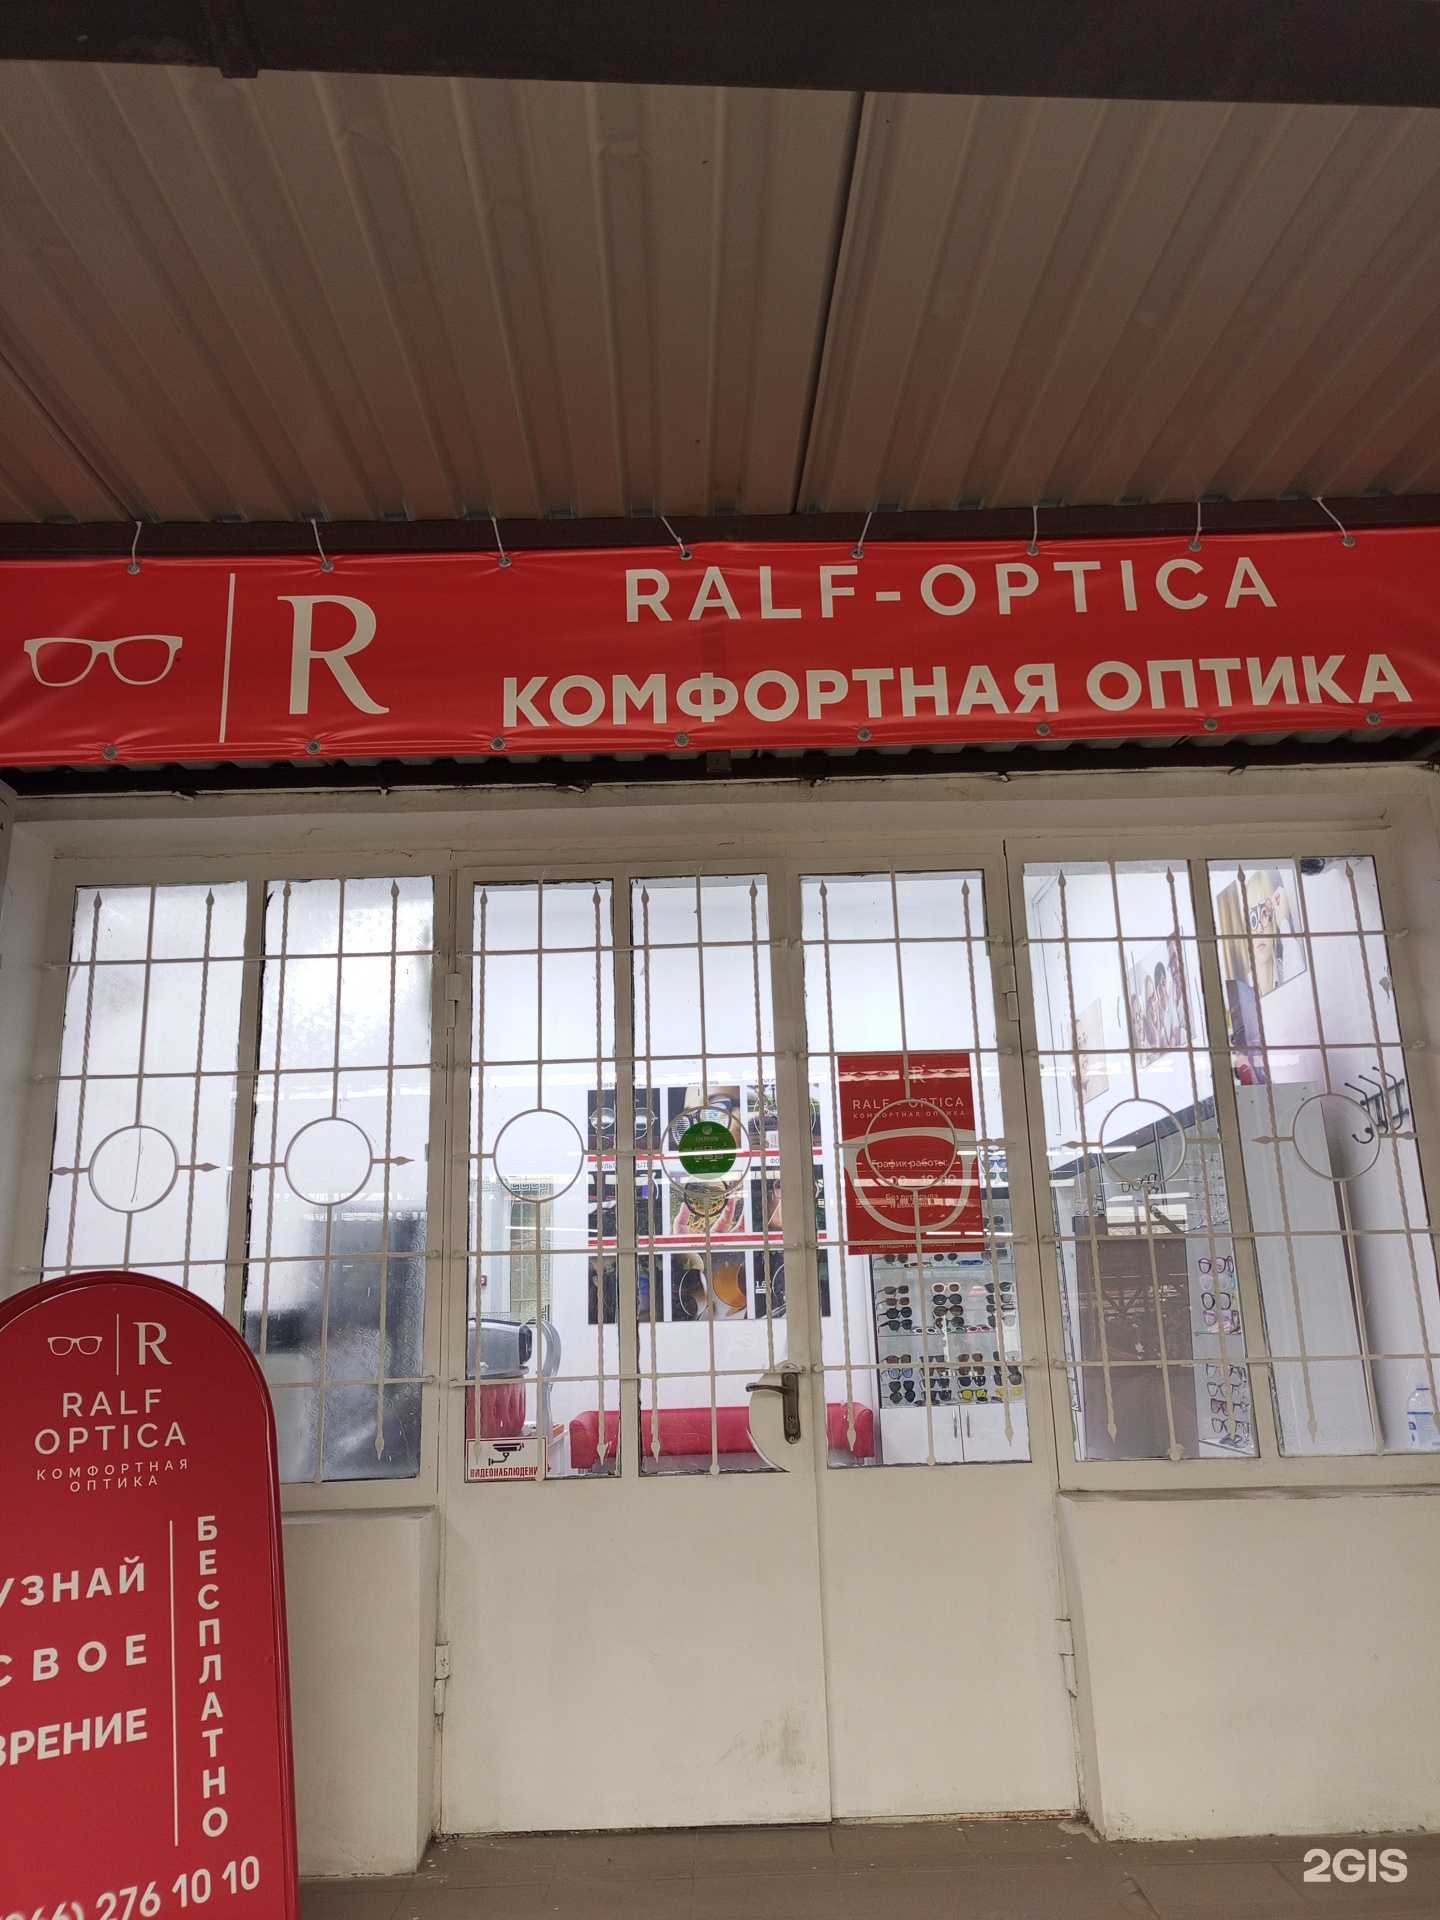 R
RALF-OPTICA
КОМФОРТНАЯ ОПТИКА
R
RALF - OPTICA
КОМФОРТНАЯ ОПТИКА
График работы:
ВИДЕОНАБЛЮДЕНИ
R
RALF
OPTICA
КОМФОРТНАЯ
ОПТИКА
УЗНАЙ
СВОЕ
ЗРЕНИЕ
БЕСПЛАТНО
276 10 10
2GIS